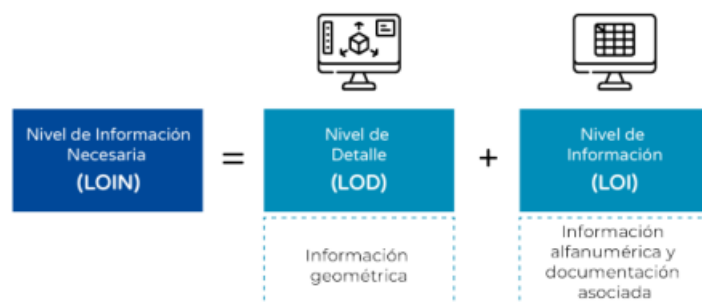 Nivel de Información
Necesaria
(LOIN)
=
Nivel de
Detalle
(LOD)
+
Nivel de
Información
(LOI)
Información
geométrica
Información
alfanumérica y
documentación
asociada